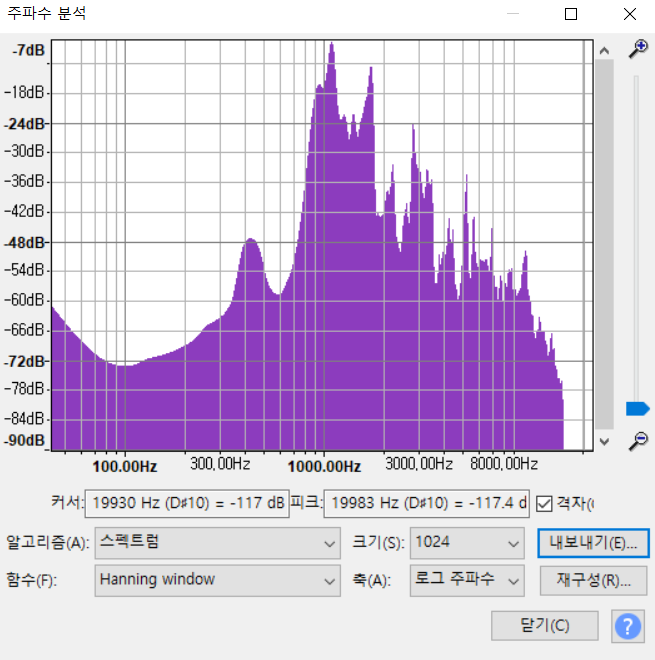 주파수 분석
-7dB
-18dB
-24dB
-30dB
-36dB
-42dB
-48dB
-54dB
-60dB
-66dB
-72dB
-78dB
-84dB
-90dB
100.00Hz 300.00Hz 1000.00Hz 3000.00Hz 8000.00Hz
커서: 19930 Hz (D#10) = -117 dB 피크: 19983 Hz (D#10) = -117.4 d 격자(
알고리즘(A): 스펙트럼 크기(S): 1024 내보내기(E)...
함수(F): Hanning window 축(A): 로그 주파수 재구성(R)...
닫기(C) ?